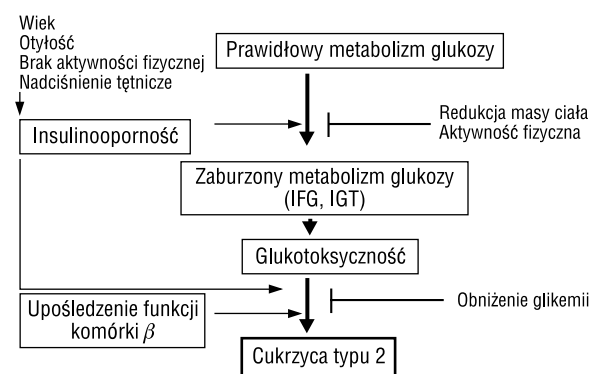 Wiek
Otyłość
Brak aktywności fizycznej
Nadciśnienie tętnicze
Prawidłowy metabolizm glukozy
Insulinooporność
Redukcja masy ciała
Aktywność fizyczna
Zaburzony metabolizm glukozy
(IFG, IGT)
Glukotoksyczność
Upośledzenie funkcji
komórki β
Obniżenie glikemii
Cukrzyca typu 2